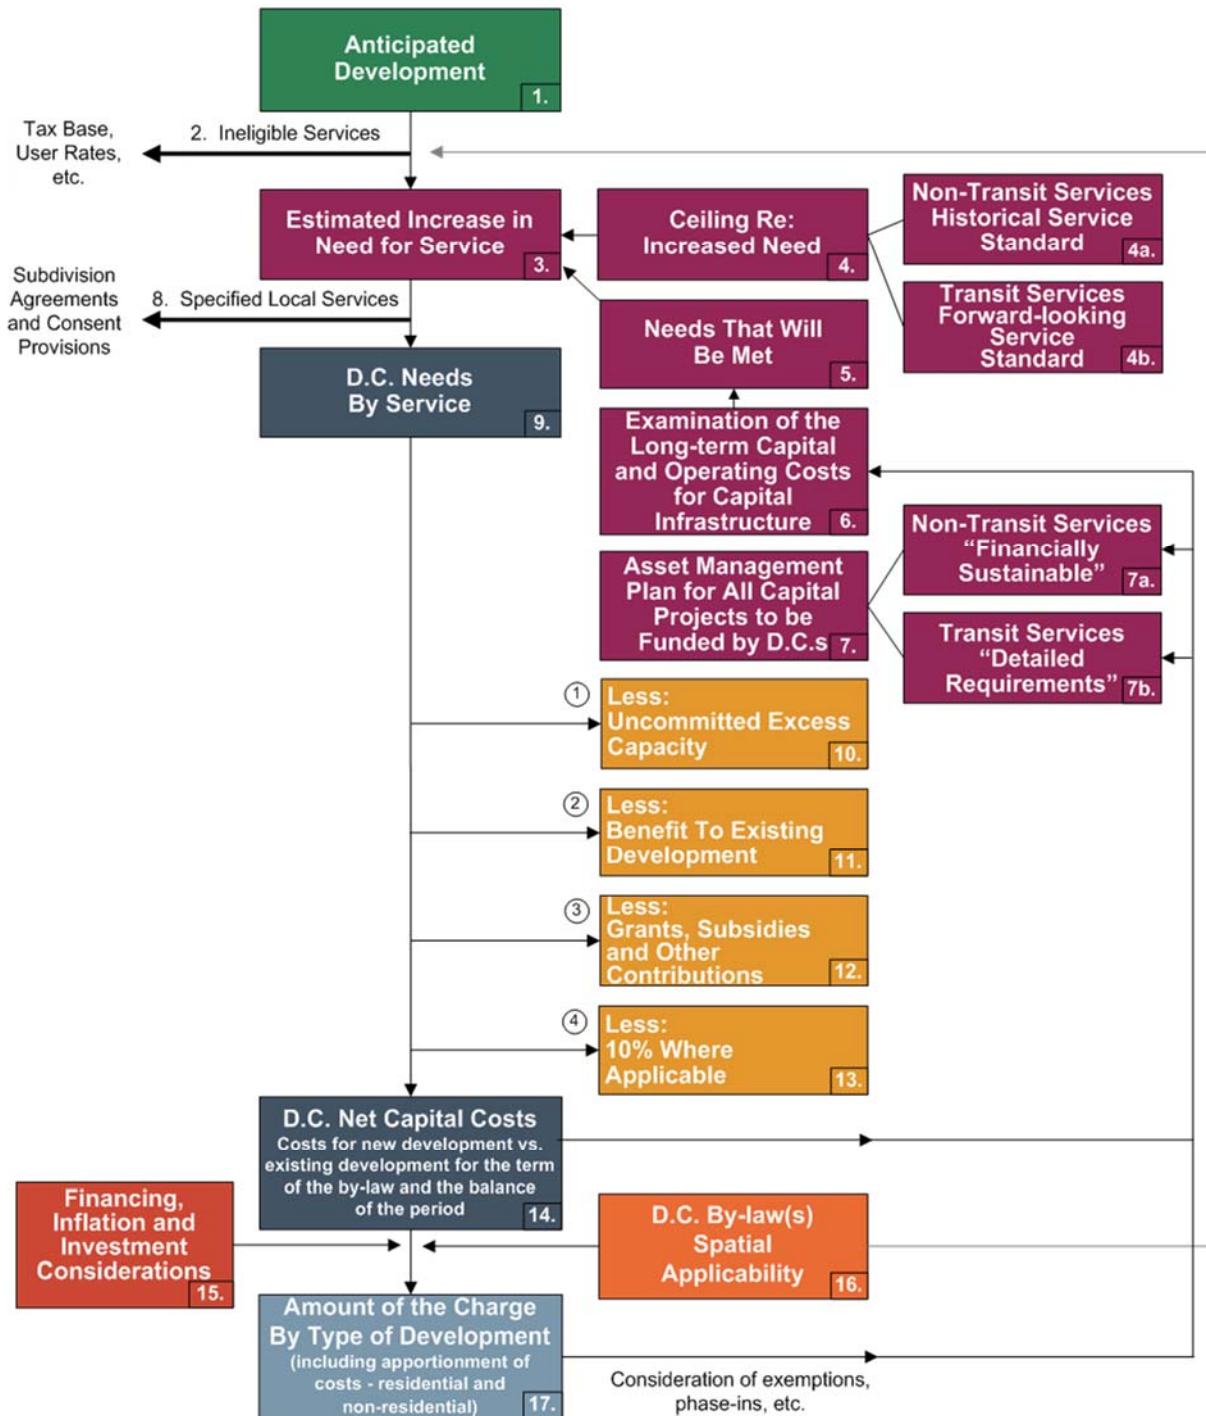 Anticipated
Development
1.
Tax Base,
User Rates,
etc.
2. Ineligible Services
Estimated Increase in
Need for Service
3.
Ceiling Re:
Increased Need
4.
Non-Transit Services
Historical Service
Standard
4a.
Transit Services
Forward-looking
Service
Standard
4b.
Subdivision
Agreements
and Consent
Provisions
8. Specified Local Services
Needs That Will
Be Met
5.
D.C. Needs
By Service
9.
Examination of the
Long-term Capital
and Operating Costs
for Capital
Infrastructure
6.
Asset Management
Plan for All Capital
Projects to be
Funded by D.C.s
7.
Non-Transit Services
“Financially
Sustainable”
7a.
Transit Services
“Detailed
Requirements”
7b.
1
Less:
Uncommitted Excess
Capacity
10.
2
Less:
Benefit To Existing
Development
11.
3
Less:
Grants, Subsidies
and Other
Contributions
12.
4
Less:
10% Where
Applicable
13.
D.C. Net Capital Costs
Costs for new development vs.
existing development for the term
of the by-law and the balance
of the period
14.
Financing,
Inflation and
Investment
Considerations
15.
D.C. By-law(s)
Spatial
Applicability
16.
Amount of the Charge
By Type of Development
(including apportionment of
costs - residential and
non-residential)
17.
Consideration of exemptions,
phase-ins, etc.